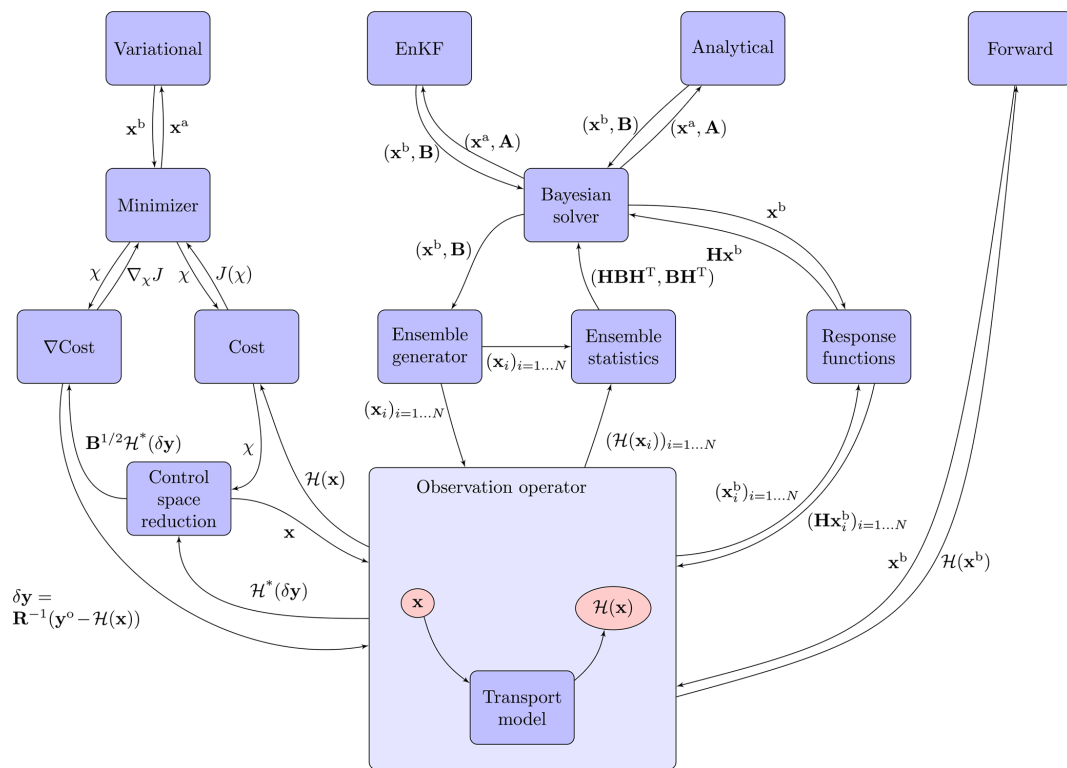 Variational
EnKF
Analytical
Forward
x^b
x^a
(x^b, B)
(x^a, A)
(x^b, B)
(x^a, A)
Minimizer
Bayesian
solver
x^b
Hx^b
(x^b, B)
(HBH^T, BH^T)
χ
∇_χ J
χ
J(χ)
∇Cost
Cost
Ensemble
generator
(x_i)_{i=1...N}
Ensemble
statistics
Response
functions
(x_i)_{i=1...N}
(ℋ(x_i))_{i=1...N}
B^{1/2}ℋ*(δy)
χ
ℋ(x)
Control
space
reduction
x
Observation operator
(x_i^b)_{i=1...N}
(Hx_i^b)_{i=1...N}
x^b
ℋ(x^b)
ℋ*(δy)
δy =
R^{-1}(y^o − ℋ(x))
x
ℋ(x)
Transport
model